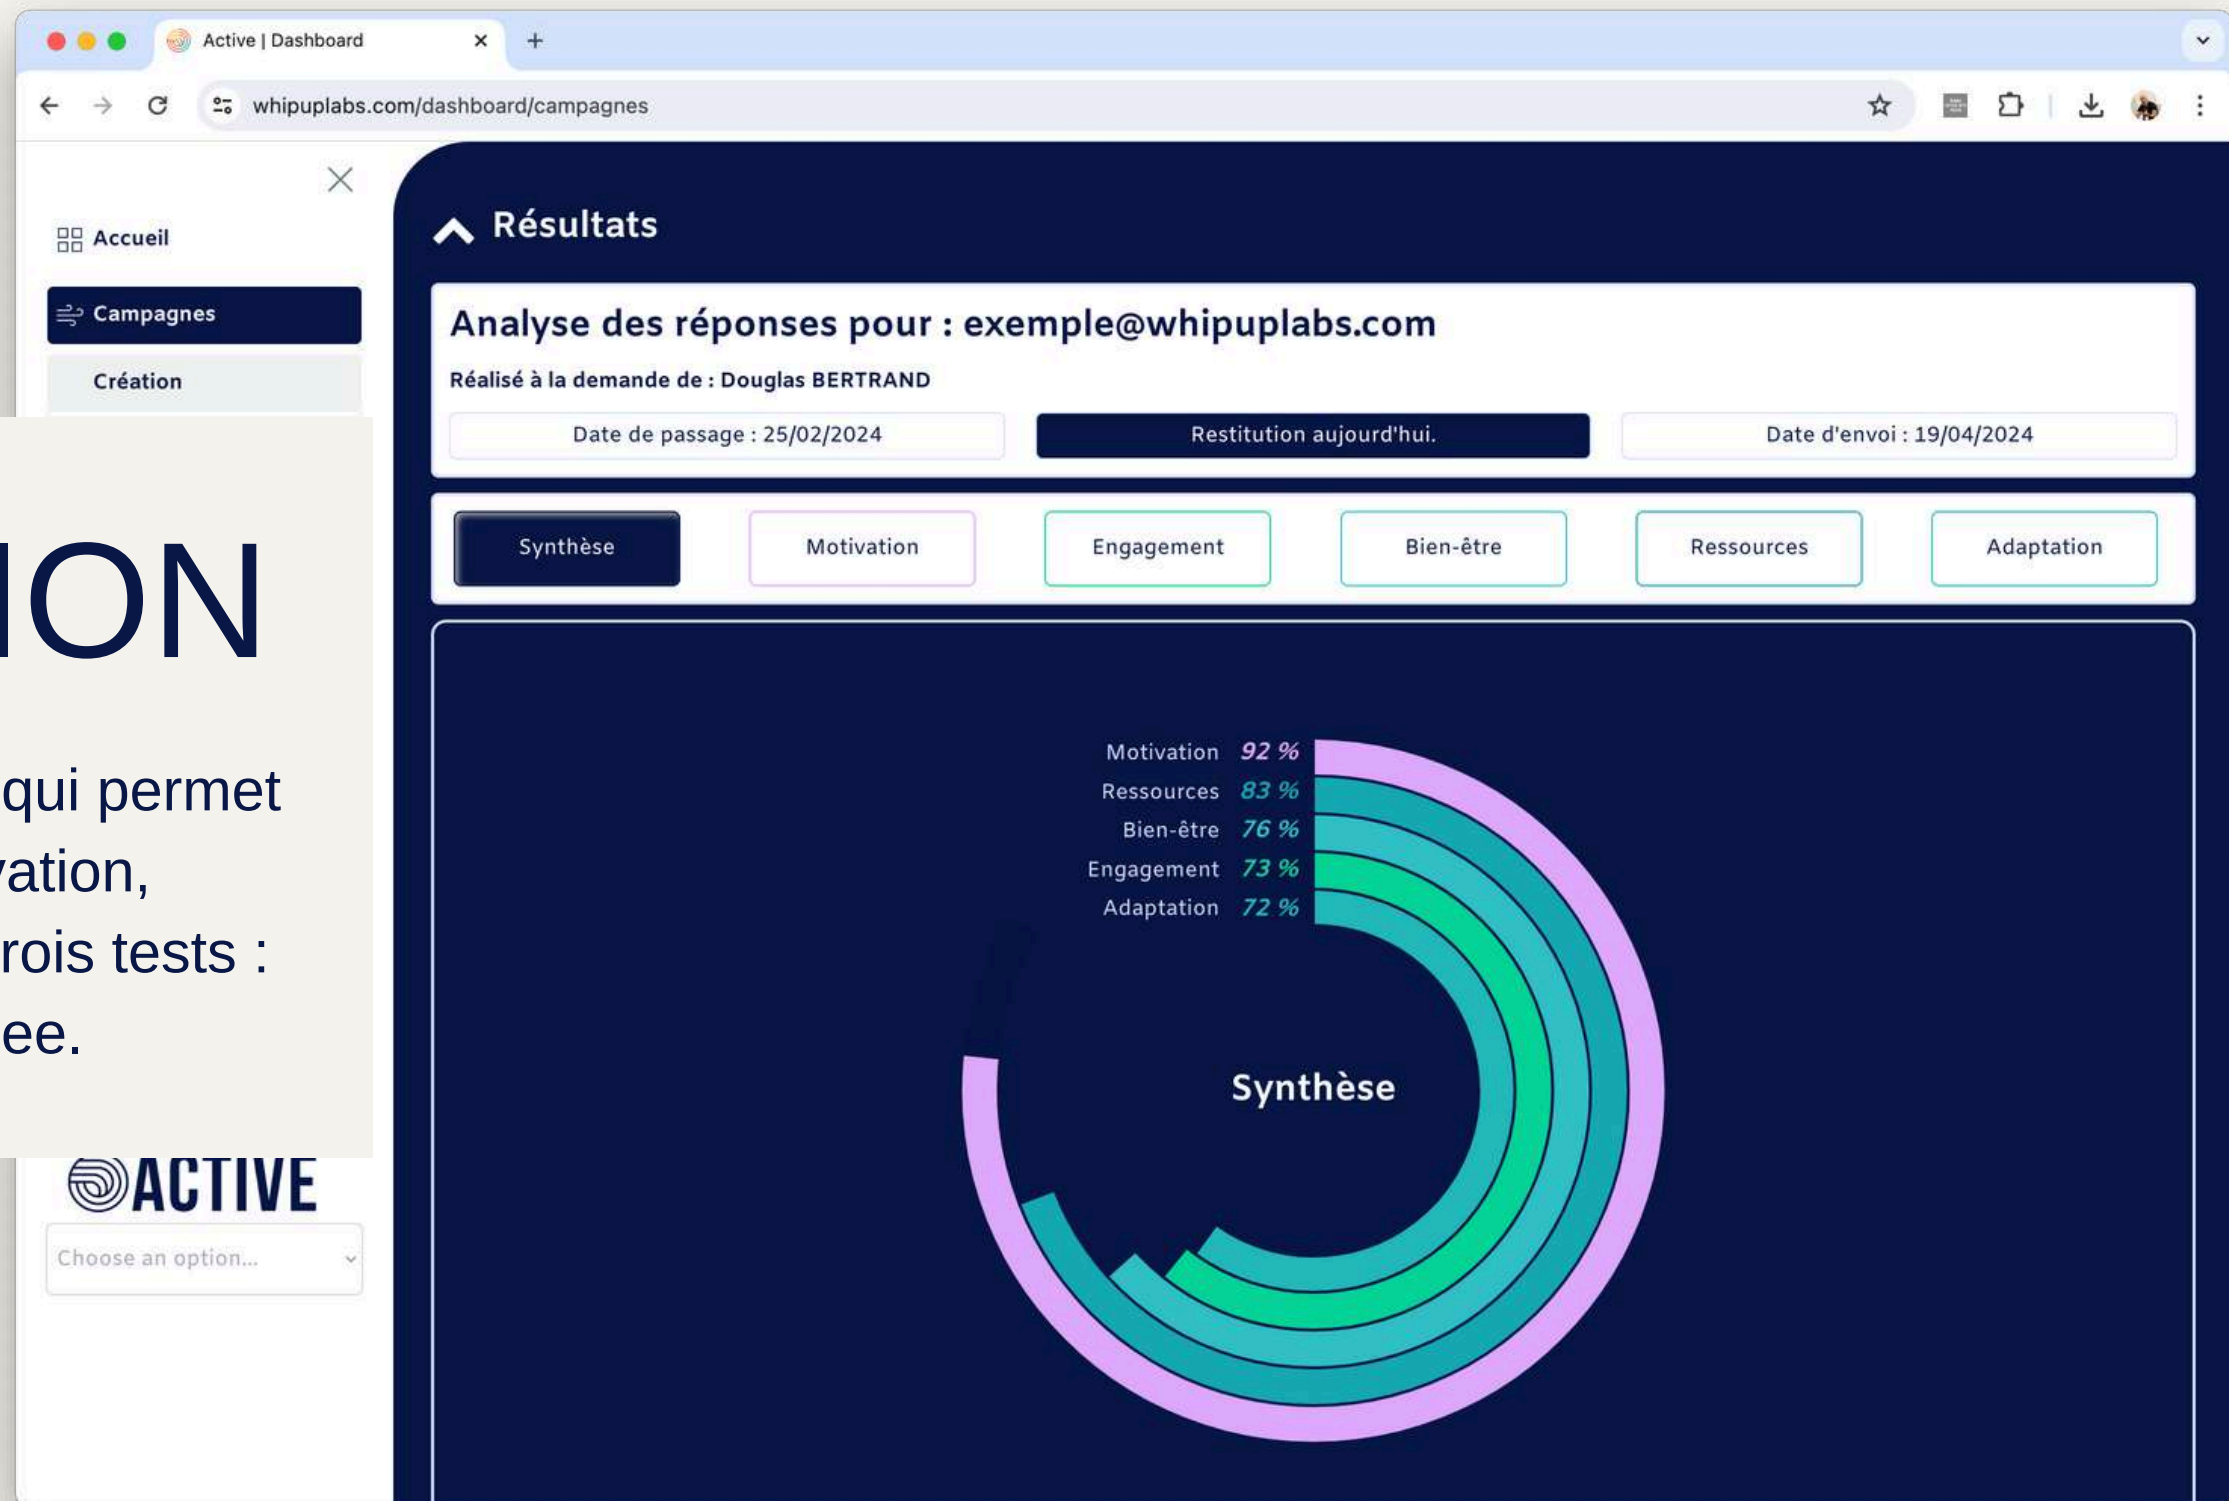 Active | Dashboard
whipuplabs.com/dashboard/campagnes
Accueil
Campagnes
Création
ION
qui permet
vation,
rois tests :
ee.
ACTIVE
Choose an option...
Résultats
Analyse des réponses pour : exemple@whipuplabs.com
Réalisé à la demande de : Douglas BERTRAND
Date de passage : 25/02/2024 Restitution aujourd'hui. Date d'envoi : 19/04/2024
Synthèse Motivation Engagement Bien-être Ressources Adaptation
Motivation 92 %
Ressources 83 %
Bien-être 76 %
Engagement 73 %
Adaptation 72 %
Synthèse